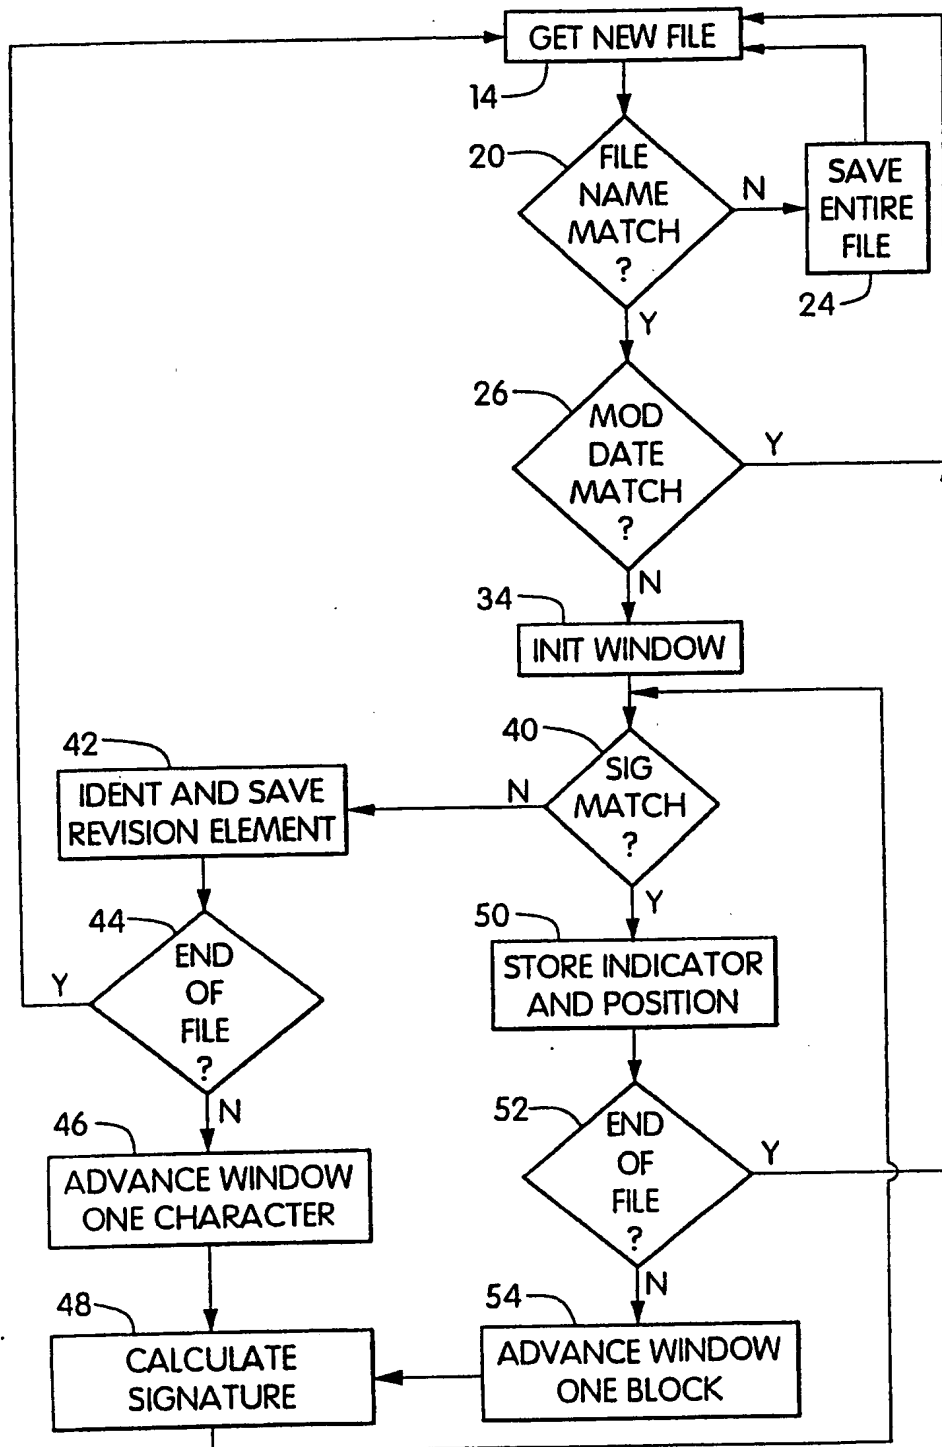 GET NEW FILE
14
20
FILE
NAME
MATCH
?
N
SAVE
ENTIRE
FILE
24
Y
26
MOD
DATE
MATCH
?
Y
N
34
INIT WINDOW
40
SIG
MATCH
?
N
42
IDENT AND SAVE
REVISION ELEMENT
Y
44
END
OF
FILE
?
Y
N
50
STORE INDICATOR
AND POSITION
52
END
OF
FILE
?
Y
N
46
ADVANCE WINDOW
ONE CHARACTER
48
CALCULATE
SIGNATURE
54
ADVANCE WINDOW
ONE BLOCK